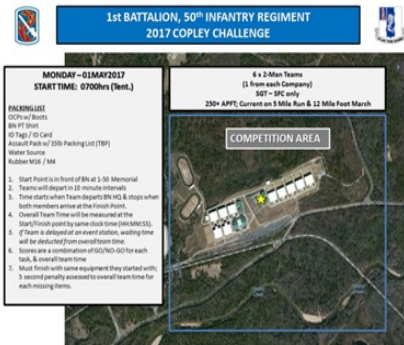 1st BATTALION, 50th INFANTRY REGIMENT
2017 COPLEY CHALLENGE
MONDAY – 01MAY2017
START TIME: 0700hrs (Tent.)
PACKING LIST
OCPs w/ Boots
BN PT Shirt
ID Tags / ID Card
Assault Pack w/ 35lb Packing List (TBP)
Water Source
Rubber M16 / M4
1. Start Point is in front of BN at 1-50 Memorial
2. Teams will depart in 10 minute intervals
3. Time starts when Team departs BN HQ & stops when
both members arrive at the Finish Point.
4. Overall Team Time will be measured at the
Start/Finish point by same clock time (HH:MM:SS).
5. If Team is delayed at an event station, waiting time
will be deducted from overall team time.
6. Scores are a combination of GO/NO-GO for each
task, & overall team time
7. Must finish with same equipment they started with;
5 second penalty assessed to overall team time for
each missing items.
6 x 2-Man Teams
(1 from each Company)
SGT – SFC only
250+ APFT; Current on 5 Mile Run & 12 Mile Foot March
COMPETITION AREA